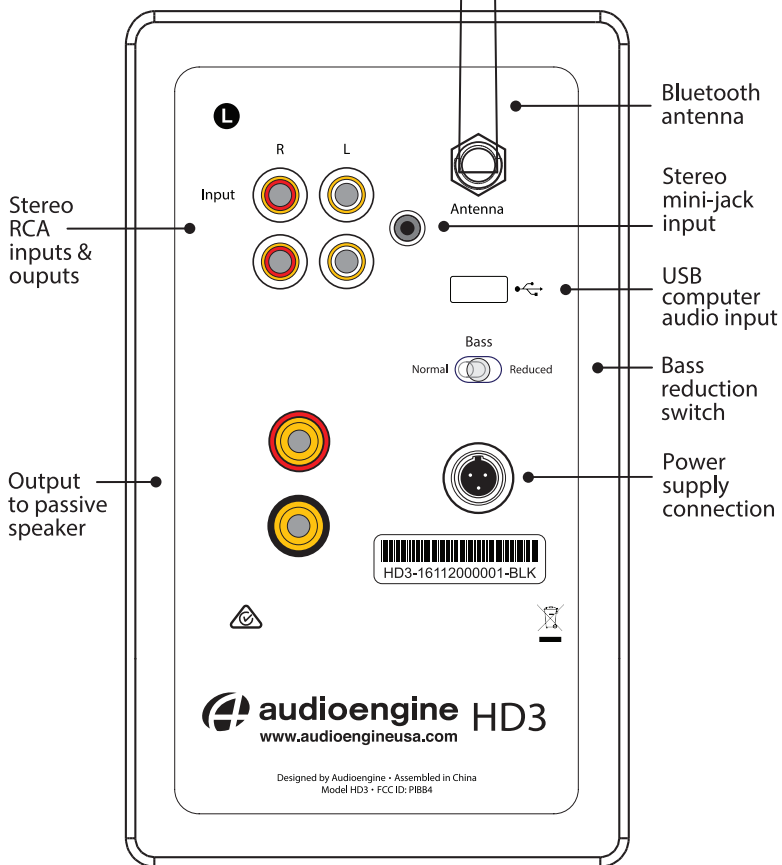 Bluetooth
antenna
L
R L
Input
Stereo
RCA
inputs &
ouputs
Antenna
Stereo
mini-jack
input
USB
computer
audio input
Bass
Normal Reduced
Bass
reduction
switch
Output
to passive
speaker
Power
supply
connection
HD3-16112000001-BLK
audioengine HD3
www.audioengineusa.com
Designed by Audioengine • Assembled in China
Model HD3 • FCC ID: PIBB4